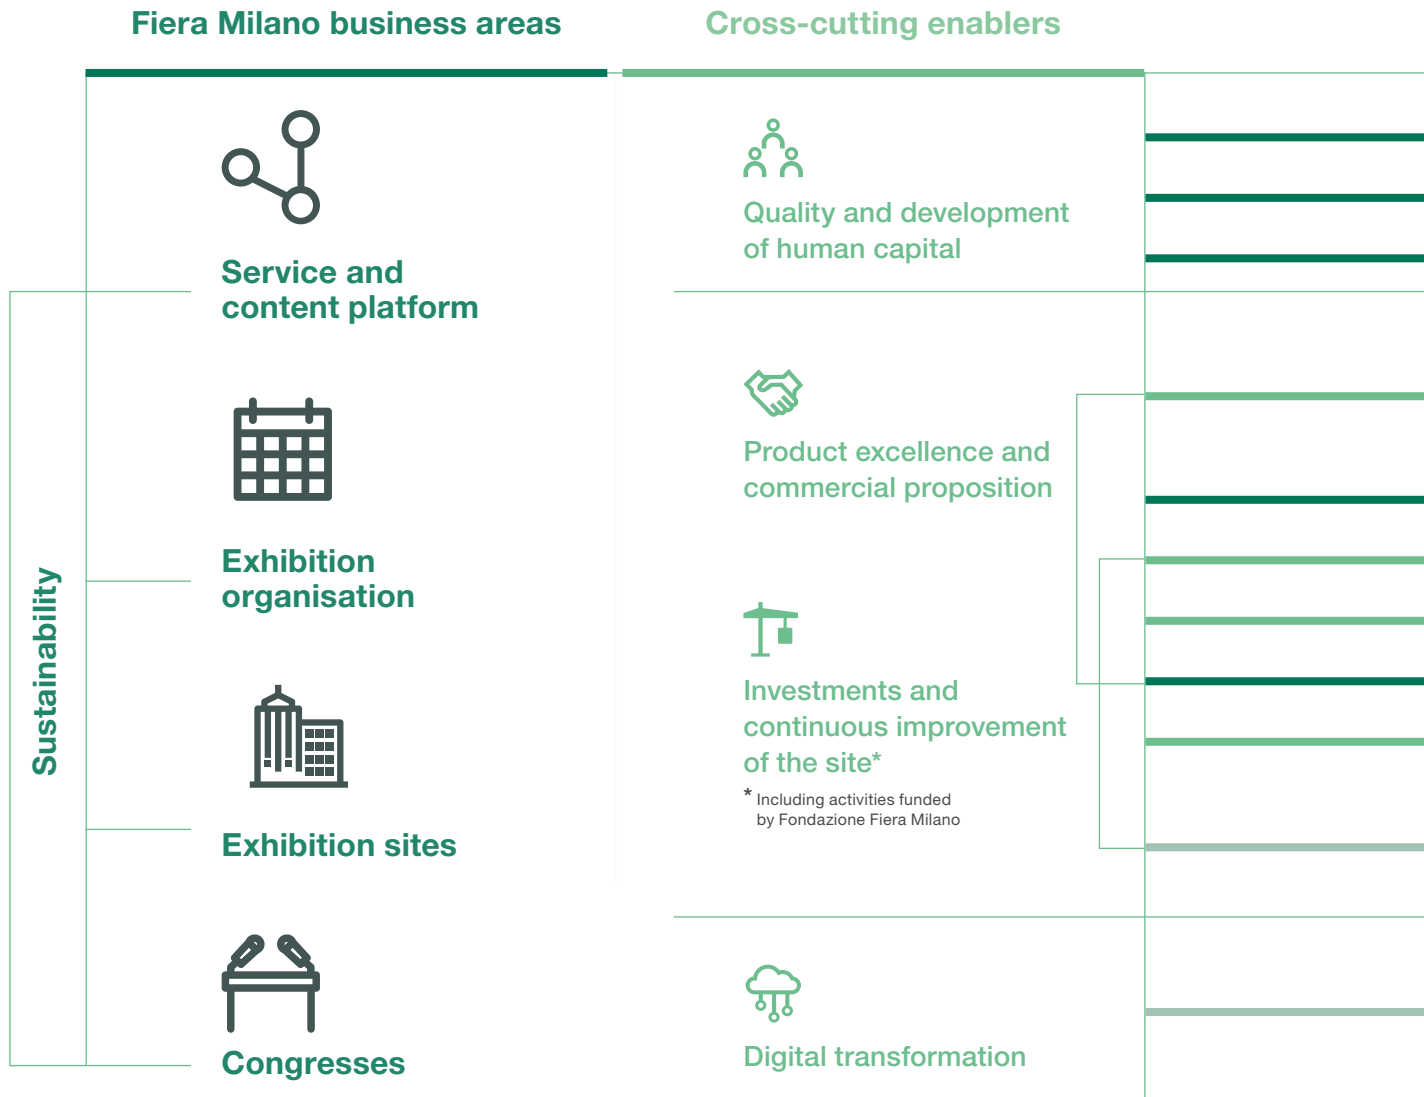 Fiera Milano business areas
Cross-cutting enablers
Sustainability
Service and
content platform
Exhibition
organisation
Exhibition sites
Congresses
Quality and development
of human capital
Product excellence and
commercial proposition
Investments and
continuous improvement
of the site*
* Including activities funded
by Fondazione Fiera Milano
Digital transformation